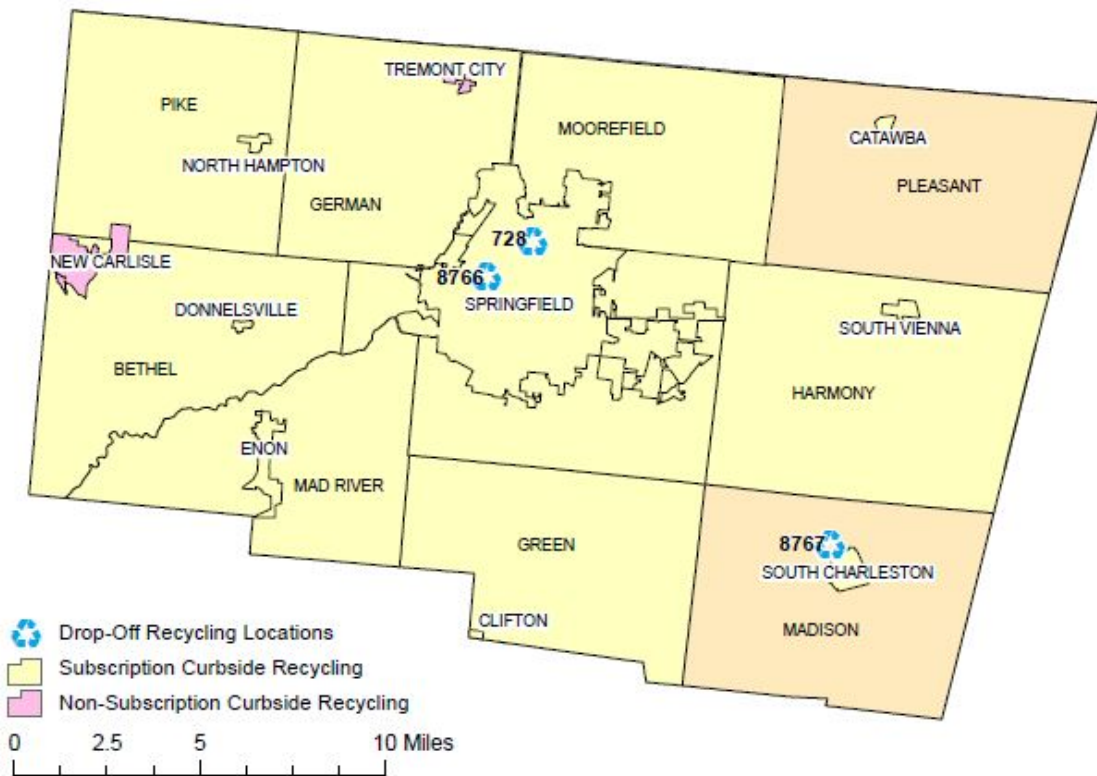 TREMONT CITY
PIKE
MOOREFIELD
CATAWBA
NORTH HAMPTON
PLEASANT
GERMAN
728
NEW CARLISLE
8766
SPRINGFIELD
DONNELSVILLE
SOUTH VIENNA
BETHEL
HARMONY
ENON
MAD RIVER
GREEN
8767
SOUTH CHARLESTON
CLIFTON
MADISON
Drop-Off Recycling Locations
Subscription Curbside Recycling
Non-Subscription Curbside Recycling
0 2.5 5 10 Miles